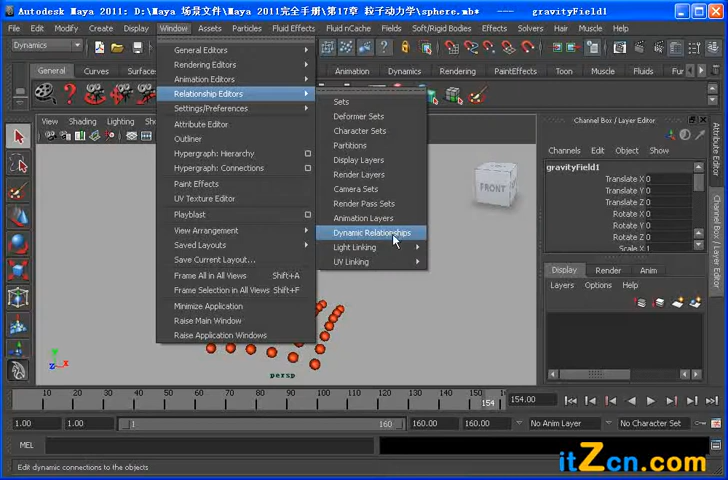 Autodesk Maya 2011: D:\Maya 场景文件\Maya 2011完全手册\第17章 粒子动力学\sphere.mb* --- gravityField1
File Edit Modify Create Display Window Assets Particles Fluid Effects Fluid nCache Fields Soft/Rigid Bodies Effects Solvers Hair Maya Muscle
Dynamics
General Curves Animation Dynamics Rendering PaintEffects Toon Muscle Fluids Fur
View Shading Lighting
General Editors
Rendering Editors
Animation Editors
Relationship Editors
Settings/Preferences
Attribute Editor
Outliner
Hypergraph: Hierarchy
Hypergraph: Connections
Paint Effects
UV Texture Editor
Playblast
View Arrangement
Saved Layouts
Save Current Layout...
Frame All in All Views Shift+A
Frame Selection in All Views Shift+F
Minimize Application
Raise Main Window
Raise Application Windows
Sets
Deformer Sets
Character Sets
Partitions
Display Layers
Render Layers
Camera Sets
Render Pass Sets
Animation Layers
Dynamic Relationships
Light Linking
UV Linking
FRONT
persp
Y
Z X
Channel Box / Layer Editor
Channels Edit Object Show
gravityField1
Translate X 0
Translate Y 0
Translate Z 0
Rotate X 0
Rotate Y 0
Rotate Z 0
Display Render Anim
Layers Options Help
Attribute Editor
Channel Box / Layer Editor
10 20 30 40 50 60 70 80 90 100 110 120 130 140 154 154.00
1.00 1.00 1 160 160.00 160.00 No Anim Layer No Character Set
MEL
Edit dynamic connections to the objects
itZcn.com